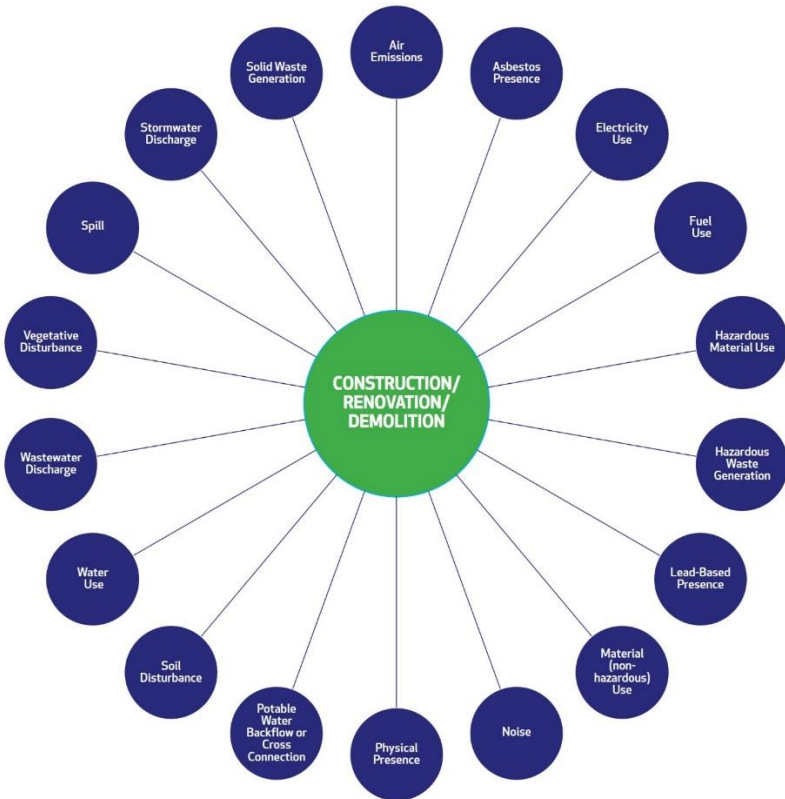 Air
Emissions
Asbestos
Presence
Electricity
Use
Fuel
Use
Hazardous
Material Use
Hazardous
Waste
Generation
Lead-Based
Presence
Material
(non-
hazardous)
Use
Noise
Physical
Presence
Potable
Water
Backflow or
Cross
Connection
Soil
Disturbance
Water
Use
Wastewater
Discharge
Vegetative
Disturbance
Spill
Stormwater
Discharge
Solid Waste
Generation
CONSTRUCTION/
RENOVATION/
DEMOLITION